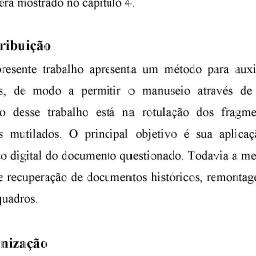 era mostrado no capítulo 4.
ribuição
presente trabalho apresenta um método para auxi
s, de modo a permitir o manuseio através de
o desse trabalho está na rotulação dos fragme
s mutilados. O principal objetivo é sua aplicaç
o digital do documento questionado. Todavia a me
e recuperação de documentos históricos, remontage
quadros.
nização